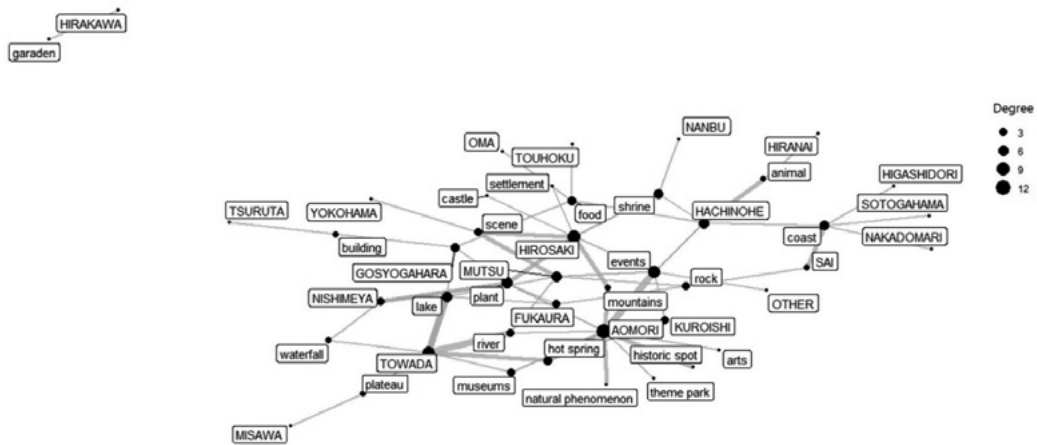 HIRAKAWA
garaden
Degree
3
6
9
12
NANBU
OMA
HIRANAI
TOUHOKU
animal
HIGASHIDORI
settlement
castle
shrine
SOTOGAHAMA
YOKOHAMA
food
HACHINOHE
TSURUTA
scene
coast
NAKADOMARI
building
HIROSAKI
events
SAI
GOSYOGAHARA
MUTSU
rock
NISHIMEYA
plant
lake
mountains
OTHER
FUKAURA
AOMORI
KUROISHI
river
waterfall
hot spring
historic spot
arts
TOWADA
plateau
museums
natural phenomenon
theme park
MISAWA